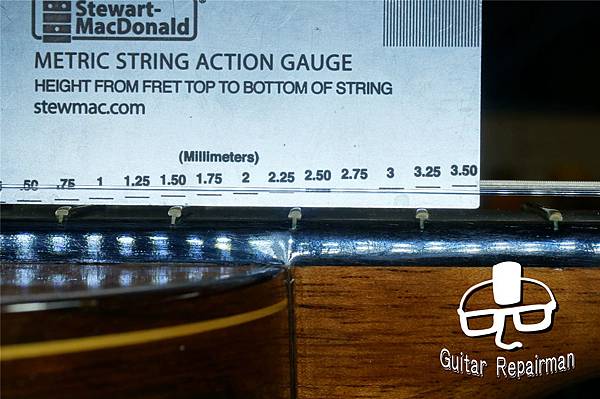 Stewart-
MacDonald®
METRIC STRING ACTION GAUGE
HEIGHT FROM FRET TOP TO BOTTOM OF STRING
stewmac.com
(Millimeters)
.50 .75 1 1.25 1.50 1.75 2 2.25 2.50 2.75 3 3.25 3.50
Guitar Repairman